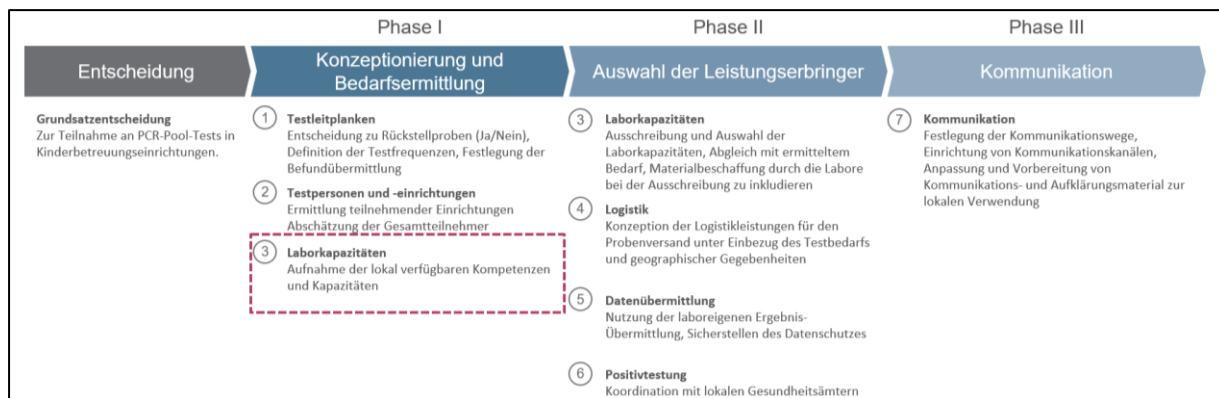 Phase I
Phase II
Phase III
Entscheidung
Konzeptionierung und
Bedarfsermittlung
Auswahl der Leistungserbringer
Kommunikation
Grundsatzentscheidung
Zur Teilnahme an PCR-Pool-Tests in
Kinderbetreuungseinrichtungen.
1 Testleitplanken
Entscheidung zu Rückstellproben (Ja/Nein),
Definition der Testfrequenzen, Festlegung der
Befundübermittlung
2 Testpersonen und -einrichtungen
Ermittlung teilnehmender Einrichtungen
Abschätzung der Gesamtteilnehmer
3 Laborkapazitäten
Aufnahme der lokal verfügbaren Kompetenzen
und Kapazitäten
3 Laborkapazitäten
Ausschreibung und Auswahl der
Laborkapazitäten, Abgleich mit ermitteltem
Bedarf, Materialbeschaffung durch die Labore
bei der Ausschreibung zu inkludieren
4 Logistik
Konzeption der Logistikleistungen für den
Probenversand unter Einbezug des Testbedarfs
und geographischer Gegebenheiten
5 Datenübermittlung
Nutzung der laboreigenen Ergebnis-
Übermittlung, Sicherstellen des Datenschutzes
6 Positivtestung
Koordination mit lokalen Gesundheitsämtern
7 Kommunikation
Festlegung der Kommunikationswege,
Einrichtung von Kommunikationskanälen,
Anpassung und Vorbereitung von
Kommunikations- und Aufklärungsmaterial zur
lokalen Verwendung